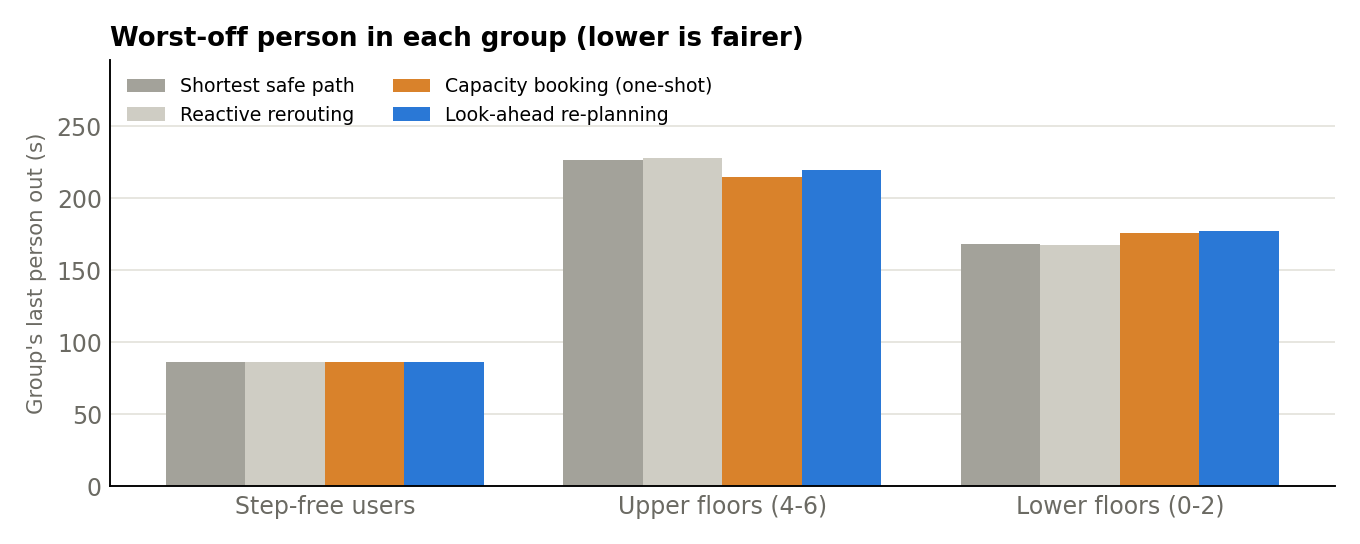 Worst-off person in each group (lower is fairer)
Shortest safe path
Reactive rerouting
Capacity booking (one-shot)
Look-ahead re-planning
Group's last person out (s)
250
200
150
100
50
0
Step-free users
Upper floors (4-6)
Lower floors (0-2)